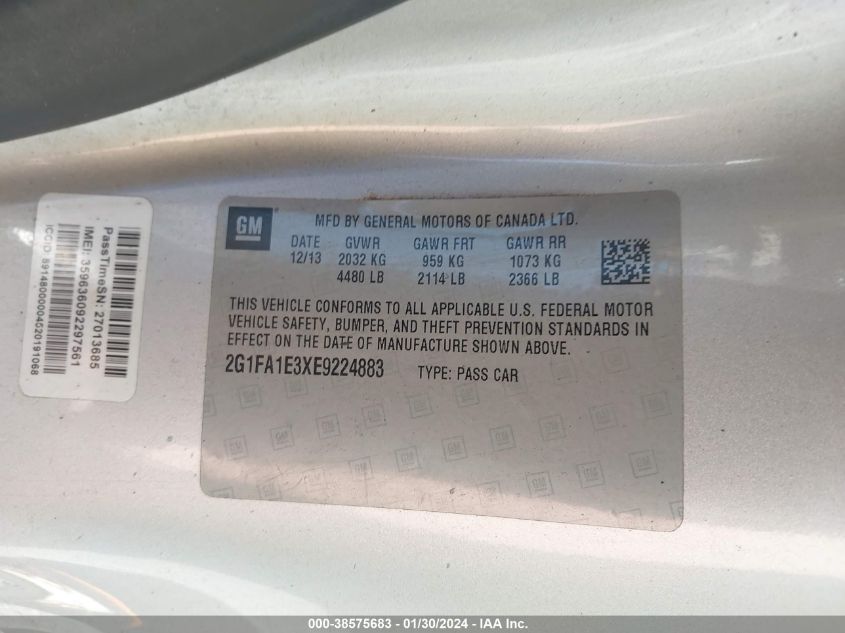 PassTimeSN: 27013685
IMEI: 359636092297561
ICCID: 89148000004520191068
GM
MFD BY GENERAL MOTORS OF CANADA LTD.
DATE GVWR GAWR FRT GAWR RR
12/13 2032 KG 959 KG 1073 KG
4480 LB 2114 LB 2366 LB
THIS VEHICLE CONFORMS TO ALL APPLICABLE U.S. FEDERAL MOTOR
VEHICLE SAFETY, BUMPER, AND THEFT PREVENTION STANDARDS IN
EFFECT ON THE DATE OF MANUFACTURE SHOWN ABOVE.
2G1FA1E3XE9224883 TYPE: PASS CAR
000-38575683 - 01/30/2024 - IAA Inc.